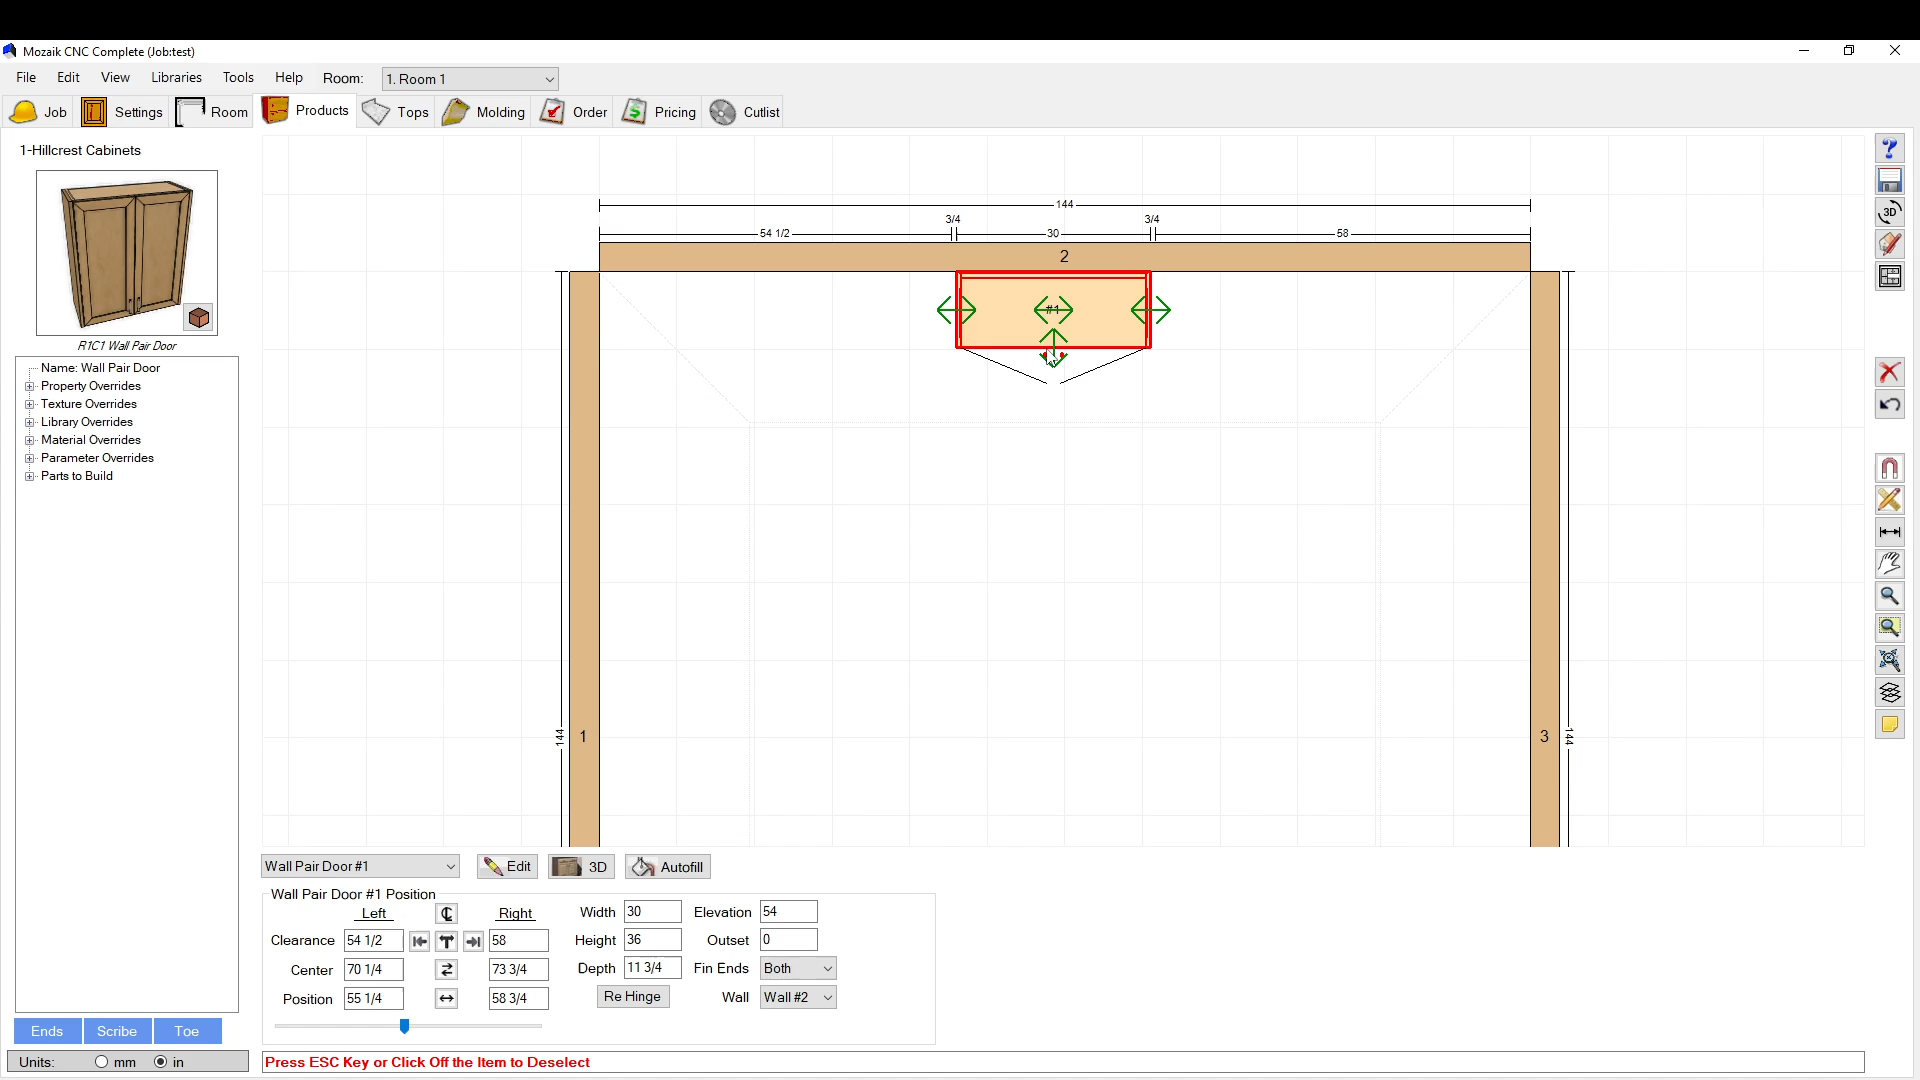 Mozaik CNC Complete (Job:test)
File Edit View Libraries Tools Help Room: 1. Room 1
Job Settings Room Products Tops Molding Order Pricing Cutlist
1-Hillcrest Cabinets
R1C1 Wall Pair Door
Name: Wall Pair Door
Property Overrides
Texture Overrides
Library Overrides
Material Overrides
Parameter Overrides
Parts to Build
Ends Scribe Toe
Units: mm in
3D
144
3/4 3/4
54 1/2 30 58
2
#1
144 1
3 144
Wall Pair Door #1 Edit 3D Autofill
Wall Pair Door #1 Position
Left Right Width 30 Elevation 54
Clearance 54 1/2 58 Height 36 Outset 0
Center 70 1/4 73 3/4 Depth 11 3/4 Fin Ends Both
Position 55 1/4 58 3/4 Re Hinge Wall Wall #2
Press ESC Key or Click Off the Item to Deselect